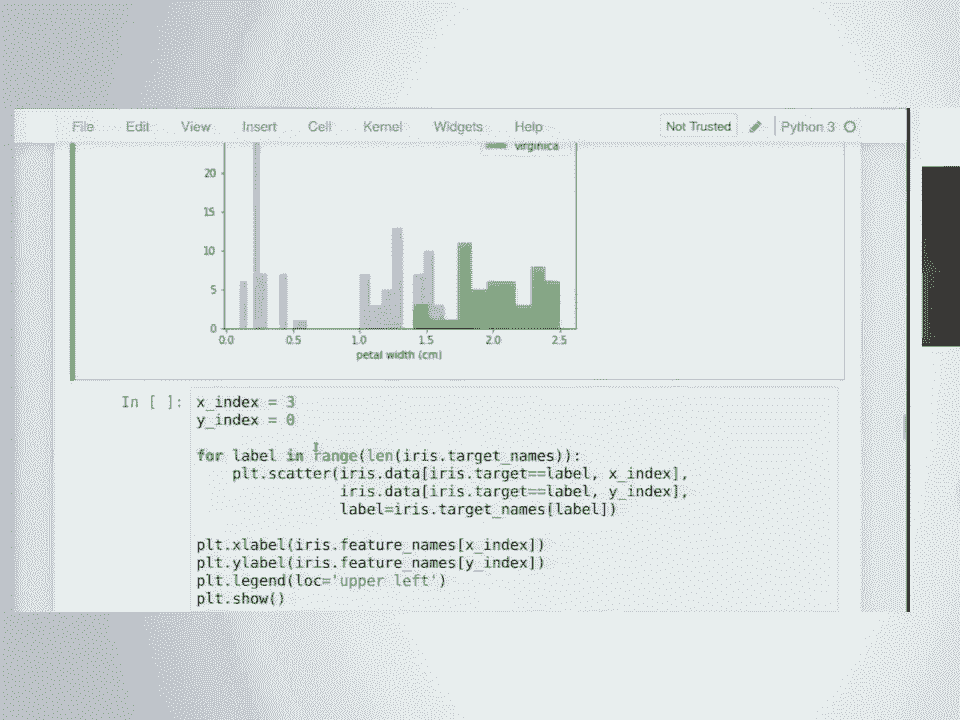 File Edit View Insert Cell Kernel Widgets Help Not Trusted Python 3
virginica
20
15
10
5
0
0.0 0.5 1.0 1.5 2.0 2.5
petal width (cm)
In [ ]: x_index = 3
y_index = 0
for label in range(len(iris.target_names)):
plt.scatter(iris.data[iris.target==label, x_index],
iris.data[iris.target==label, y_index],
label=iris.target_names[label])
plt.xlabel(iris.feature_names[x_index])
plt.ylabel(iris.feature_names[y_index])
plt.legend(loc='upper left')
plt.show()